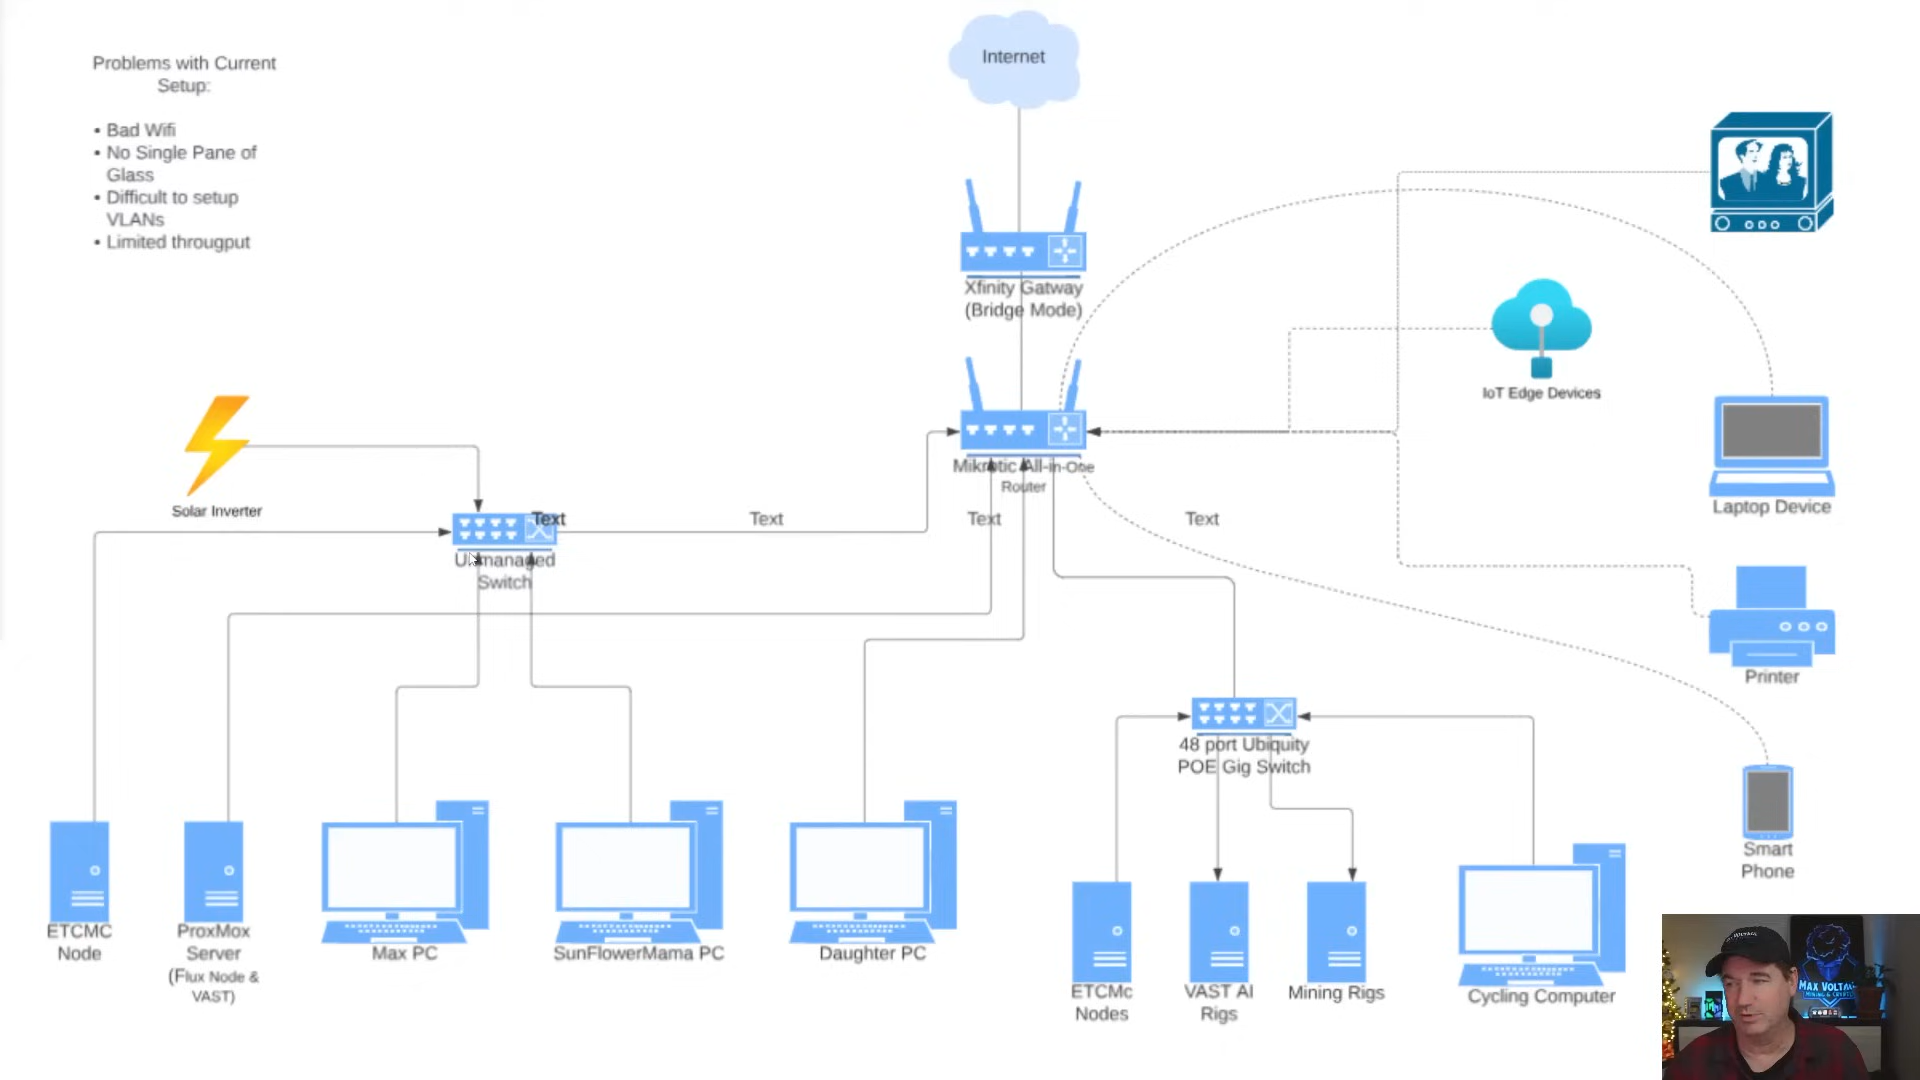 Internet
Problems with Current
Setup:
• Bad Wifi
• No Single Pane of
Glass
• Difficult to setup
VLANs
• Limited througput
Xfinity Gatway
(Bridge Mode)
IoT Edge Devices
Laptop Device
Mikrotic All-in-One
Router
Solar Inverter
Text
Text
Text
Text
Unmanaged
Switch
Printer
48 port Ubiquity
POE Gig Switch
Smart
Phone
ETCMC
Node
ProxMox
Server
(Flux Node &
VAST)
Max PC
SunFlowerMama PC
Daughter PC
ETCMc
Nodes
VAST AI
Rigs
Mining Rigs
Cycling Computer
MAX VOLTAGE
MINING & CRYPTO